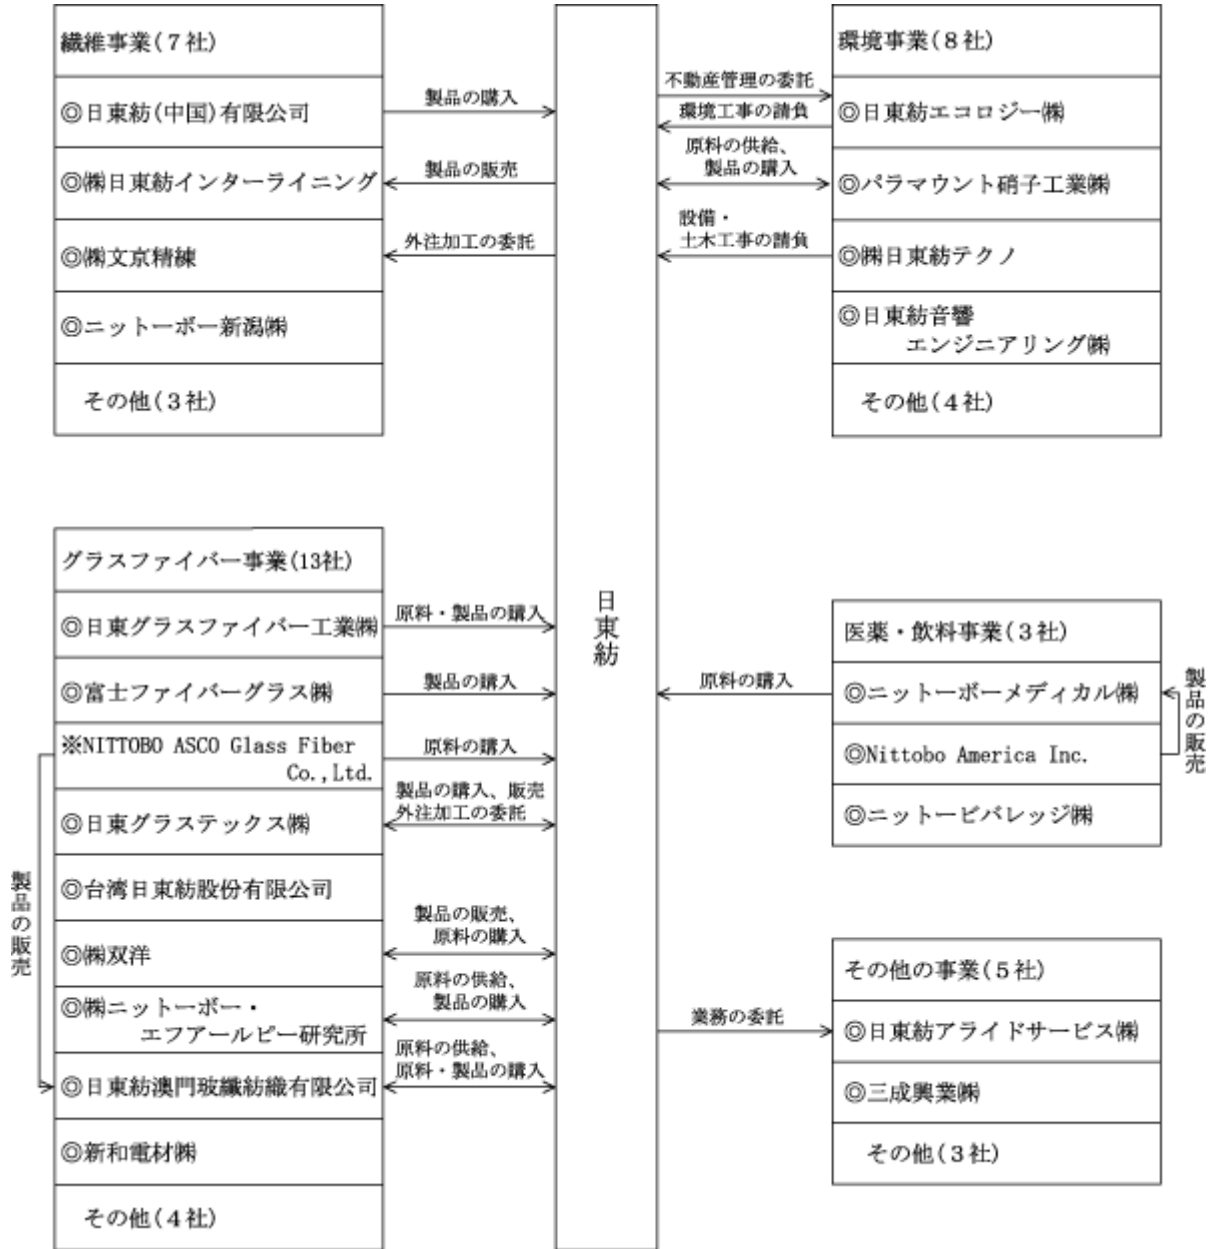 繊維事業(７社)
◎日東紡(中国)有限公司
製品の購入
◎㈱日東紡インターライニング
製品の販売
◎㈱文京精練
外注加工の委託
◎ニットーボー新潟㈱
その他(３社)
環境事業(８社)
不動産管理の委託
環境工事の請負
◎日東紡エコロジー㈱
原料の供給、
製品の購入
◎パラマウント硝子工業㈱
設備・
土木工事の請負
◎㈱日東紡テクノ
◎日東紡音響
エンジニアリング㈱
その他(４社)
日東紡
グラスファイバー事業(13社)
◎日東グラスファイバー工業㈱
原料・製品の購入
◎富士ファイバーグラス㈱
製品の購入
※NITTOBO ASCO Glass Fiber
Co.,Ltd.
原料の購入
◎日東グラステックス㈱
製品の購入、販売
外注加工の委託
◎台湾日東紡股份有限公司
◎㈱双洋
製品の販売、
原料の購入
◎㈱ニットーボー・
エフアールピー研究所
原料の供給、
製品の購入
◎日東紡澳門玻纖紡織有限公司
原料の供給、
原料・製品の購入
◎新和電材㈱
その他(４社)
製品の販売
医薬・飲料事業(３社)
原料の購入
◎ニットーボーメディカル㈱
◎Nittobo America Inc.
◎ニットービバレッジ㈱
製品の販売
その他の事業(５社)
業務の委託
◎日東紡アライドサービス㈱
◎三成興業㈱
その他(３社)